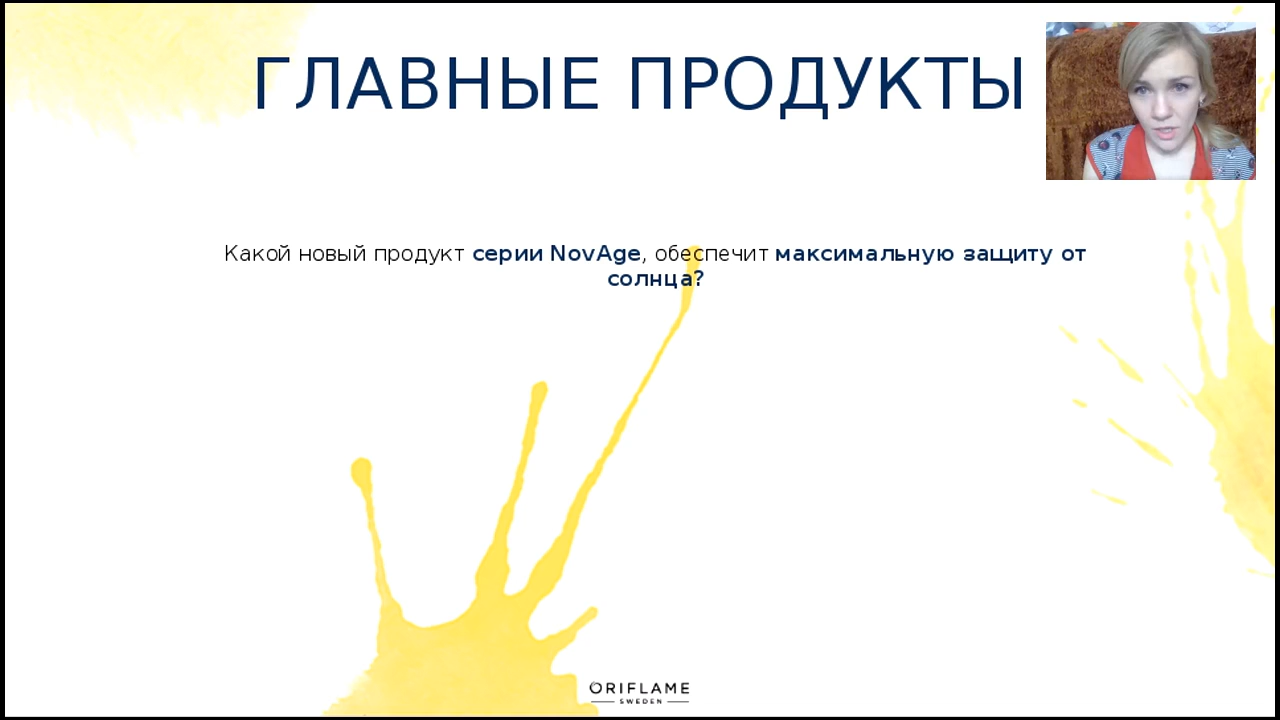 ГЛАВНЫЕ ПРОДУКТЫ
Какой новый продукт серии NovAge, обеспечит максимальную защиту от
солнца?
ORIFLAME
SWEDEN